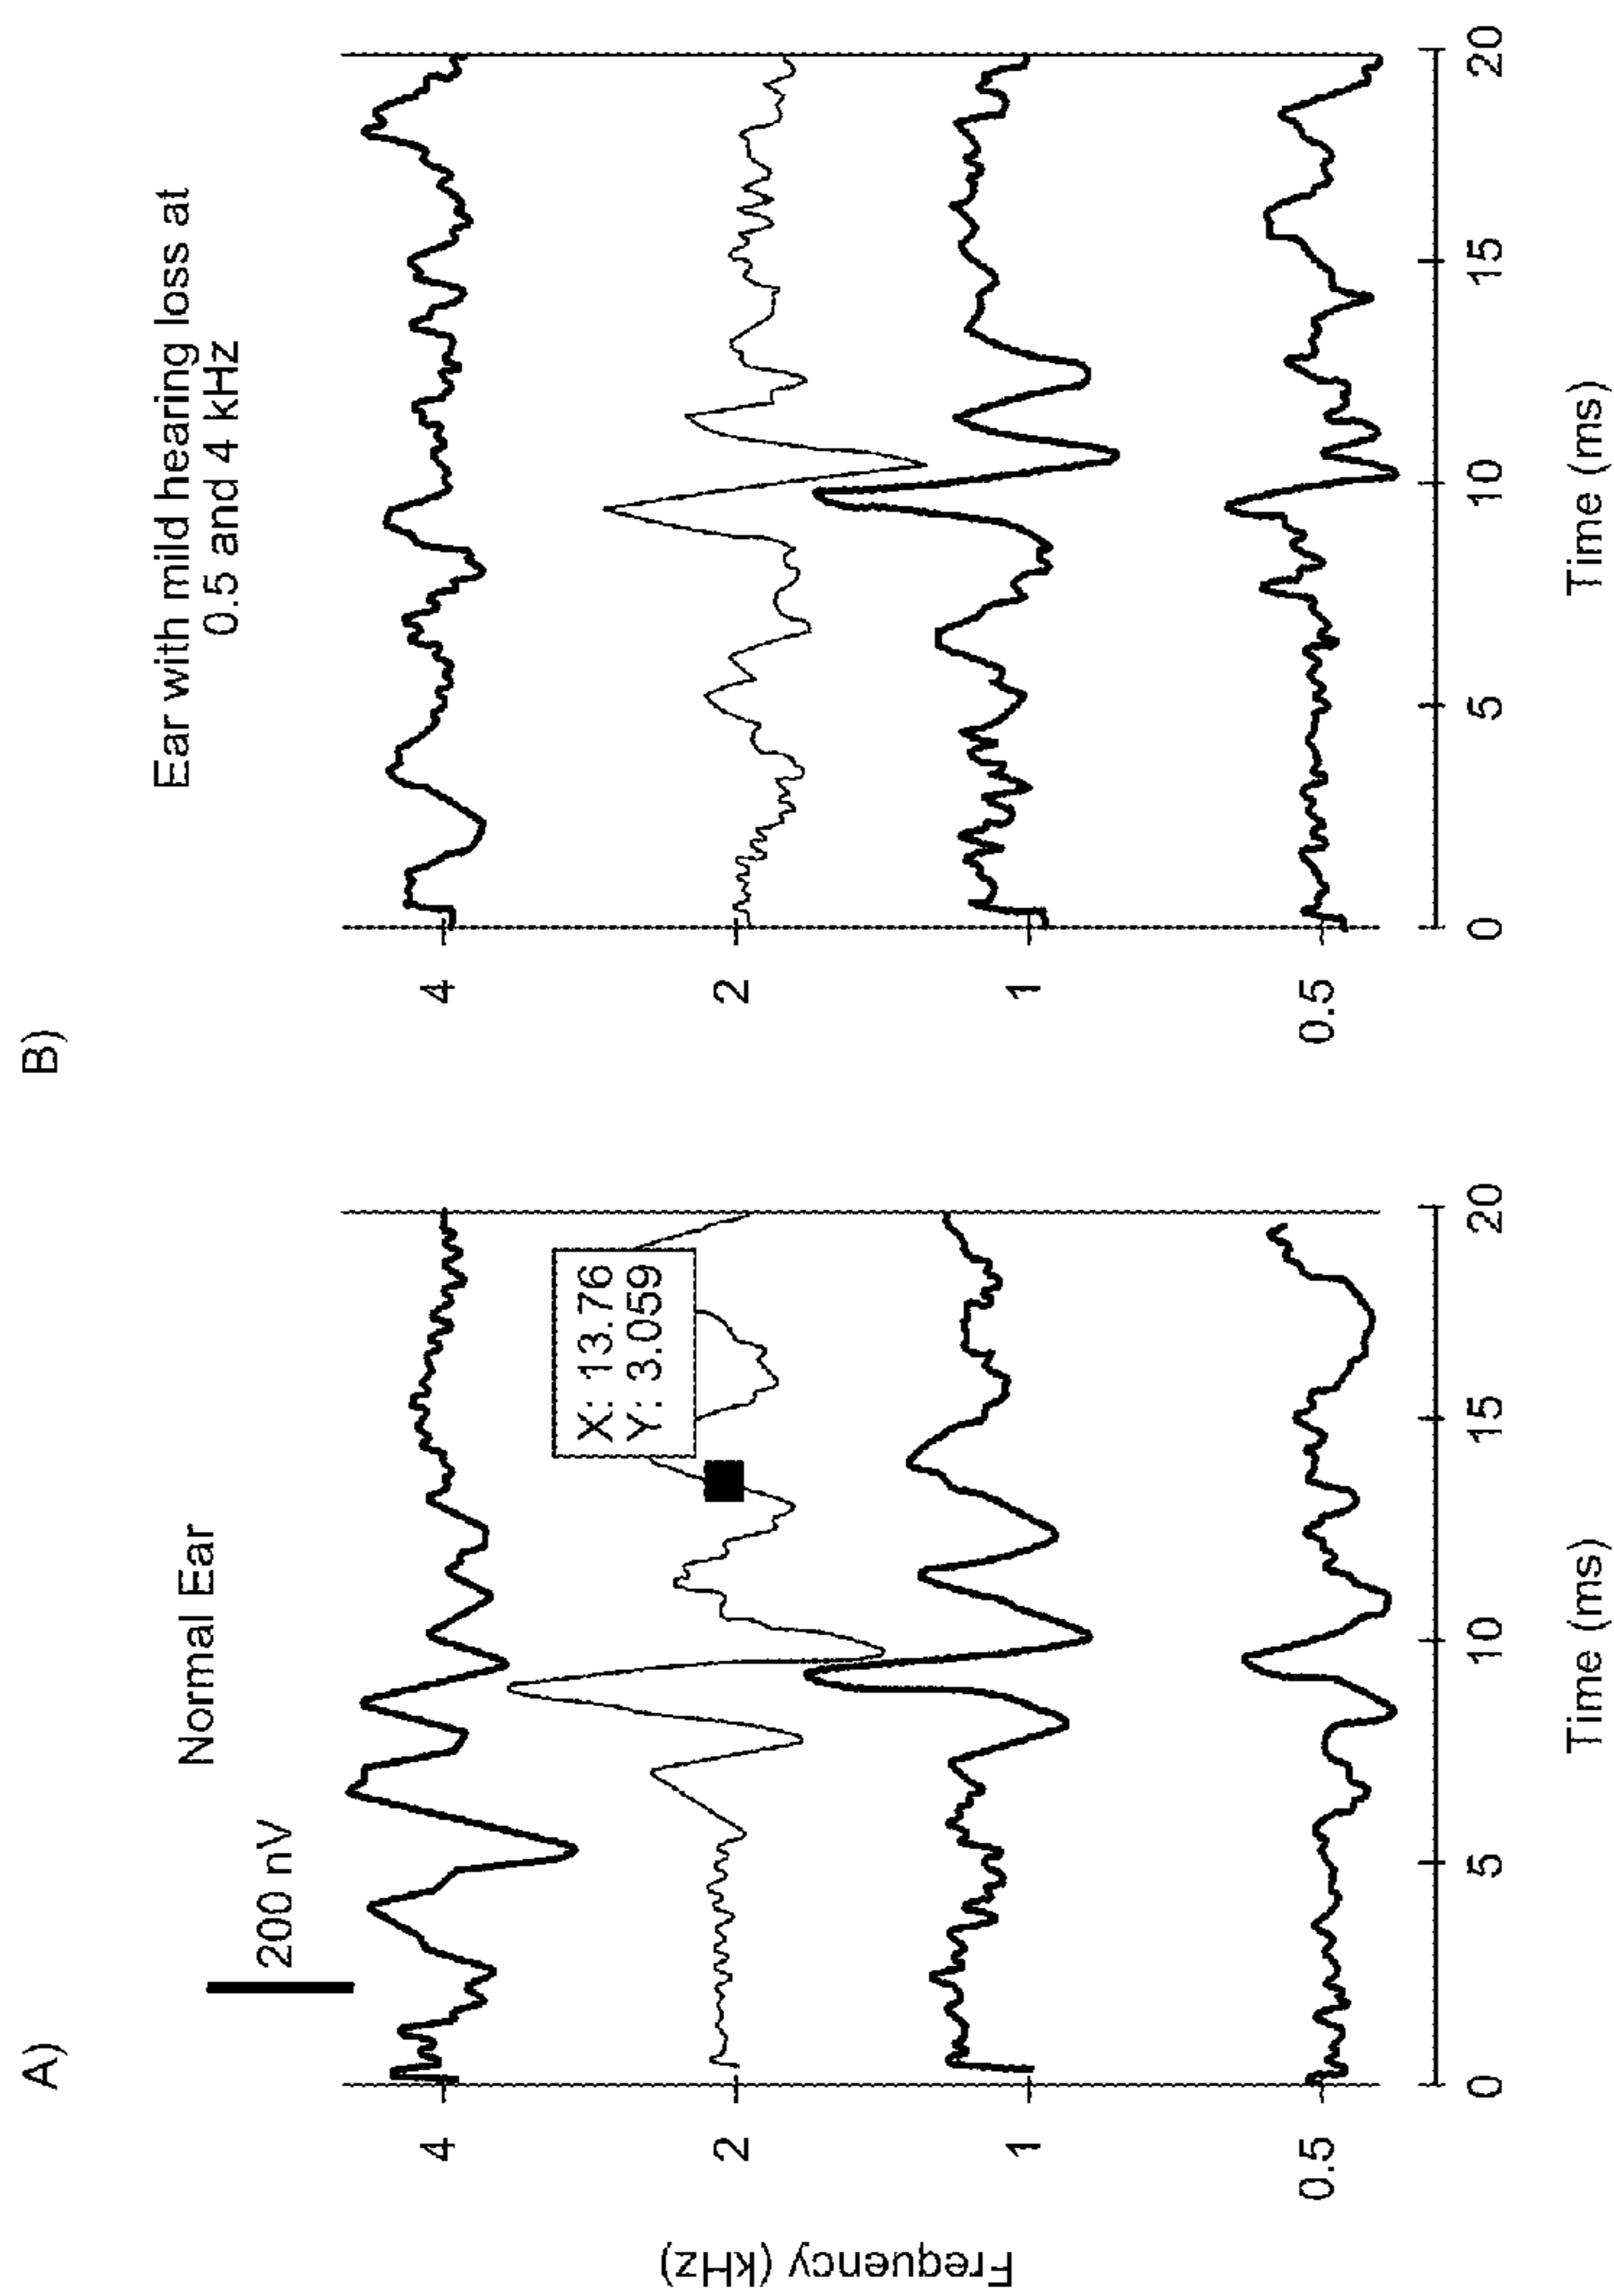 A)
Normal Ear
200 nV
4
2
1
0.5
Frequency (kHz)
X: 13.76
Y: 3.059
0
5
10
15
20
Time (ms)
B)
Ear with mild hearing loss at
0.5 and 4 kHz
4
2
1
0.5
0
5
10
15
20
Time (ms)